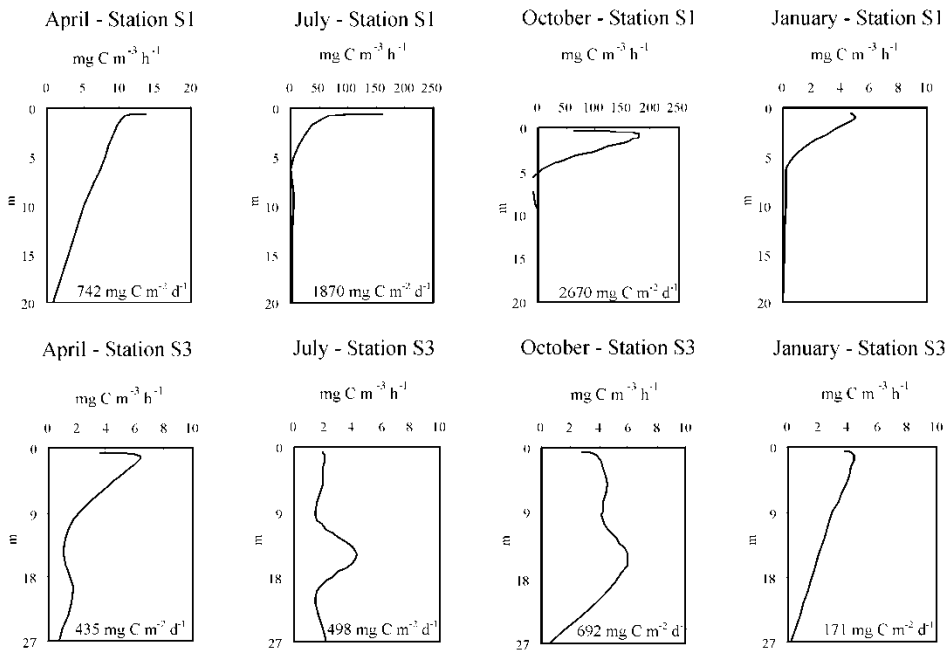 April - Station S1
mg C m-3 h-1
0 5 10 15 20
0
5
10
15
20
m
742 mg C m-2 d-1
July - Station S1
mg C m-3 h-1
0 50 100 150 200 250
0
5
10
15
20
1870 mg C m-2 d-1
October - Station S1
mg C m-3 h-1
0 50 100 150 200 250
0
5
10
15
20
m
2670 mg C m-2 d-1
January - Station S1
mg C m-3 h-1
0 2 4 6 8 10
0
5
10
15
20
m
April - Station S3
mg C m-3 h-1
0 2 4 6 8 10
0
9
18
27
m
435 mg C m-2 d-1
July - Station S3
mg C m-3 h-1
0 2 4 6 8 10
0
9
18
27
m
498 mg C m-2 d-1
October - Station S3
mg C m-3 h-1
0 2 4 6 8 10
0
9
18
27
m
692 mg C m-2 d-1
January - Station S3
mg C m-3 h-1
0 2 4 6 8 10
0
9
18
27
m
171 mg C m-2 d-1